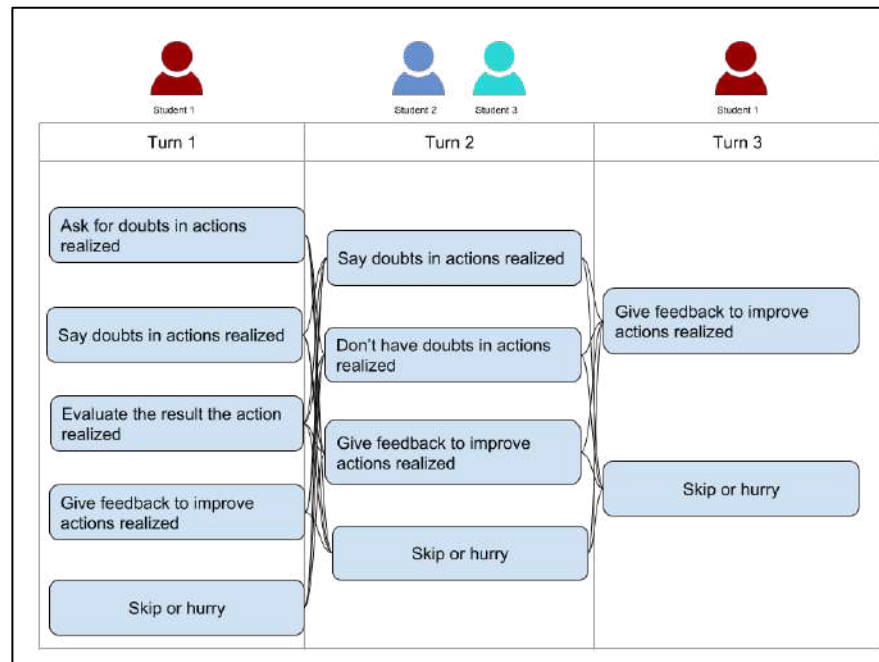 Student 1
Student 2
Student 3
Student 1
Turn 1
Turn 2
Turn 3
Ask for doubts in actions
realized
Say doubts in actions realized
Evaluate the result the action
realized
Give feedback to improve
actions realized
Skip or hurry
Say doubts in actions realized
Don't have doubts in actions
realized
Give feedback to improve
actions realized
Skip or hurry
Give feedback to improve
actions realized
Skip or hurry